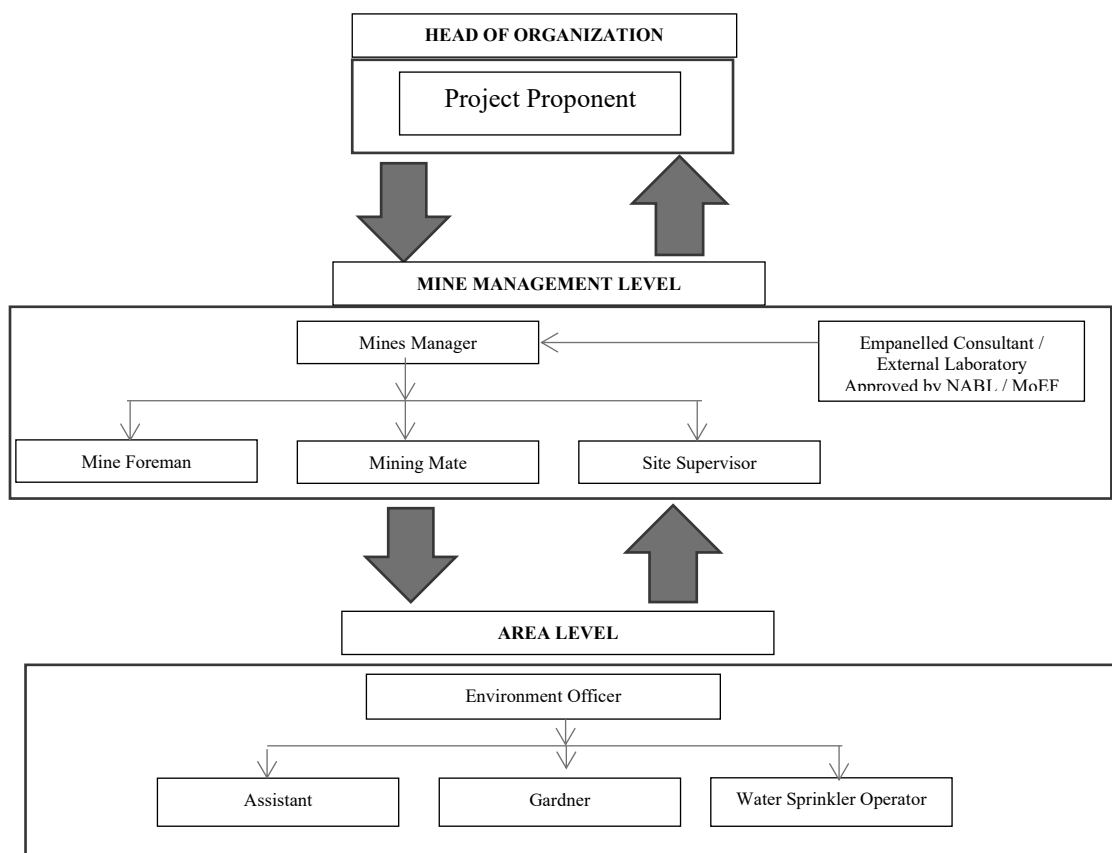 HEAD OF ORGANIZATION
Project Proponent
MINE MANAGEMENT LEVEL
Mines Manager
Empanelled Consultant /
External Laboratory
Approved by NABL / MoEF
Mine Foreman
Mining Mate
Site Supervisor
AREA LEVEL
Environment Officer
Assistant
Gardner
Water Sprinkler Operator